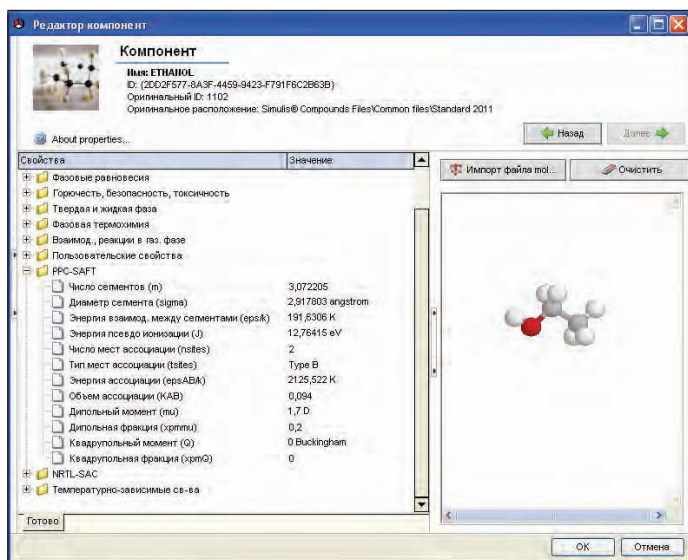 Редактор компонент
Компонент
Имя: ETHANOL
ID: {2DD2F577-8A3F-4459-9423-F791F6C2B63B}
Оригинальный ID: 1102
Оригинальное расположение: Simulis® Compounds Files\Common files\Standard 2011
About properties...
Назад
Далее
Свойства Значение
Импорт файла mol...
Очистить
Фазовые равновесия
Горючесть, безопасность, токсичность
Твердая и жидкая фаза
Фазовая термохимия
Взаимод., реакции в газ. фазе
Пользовательские свойства
PPC-SAFT
Число сегментов (m) 3,072205
Диаметр сегмента (sigma) 2,917803 angstrom
Энергия взаимод. между сегментами (eps/k) 191,6306 K
Энергия псевдо ионизации (J) 12,76415 eV
Число мест ассоциации (nsites) 2
Тип мест ассоциации (tsites) Type B
Энергия ассоциации (epsAB/k) 2125,522 K
Объем ассоциации (KAB) 0,094
Дипольный момент (mu) 1,7 D
Дипольная фракция (xpmmu) 0,2
Квадрупольный момент (Q) 0 Buckingham
Квадрупольная фракция (xpmQ) 0
NRTL-SAC
Температурно-зависимые св-ва
Готово
OK
Отмена